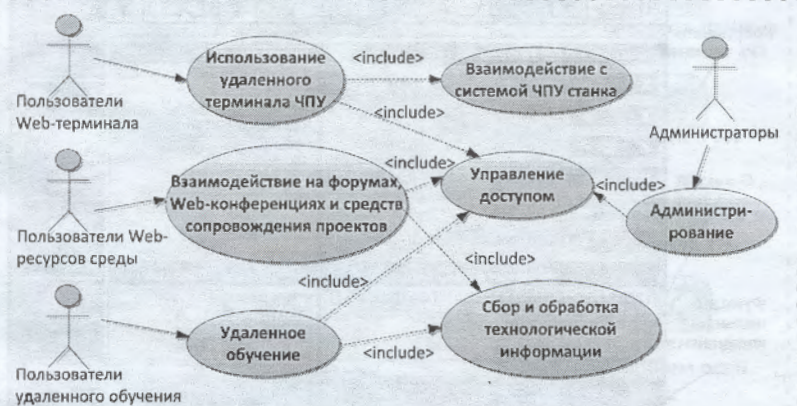 Использование
удаленного
терминала ЧПУ
<include>
Взаимодействие с
системой ЧПУ станка
<include>
Пользователи
Web-терминала
Администраторы
Взаимодействие на форумах,
Web-конференциях и средств
сопровождения проектов
<include>
Управление
доступом
<include>
Администри-
рование
Пользователи Web-
ресурсов среды
<include>
<include>
Удаленное
обучение
<include>
Сбор и обработка
технологической
информации
Пользователи
удаленного обучения